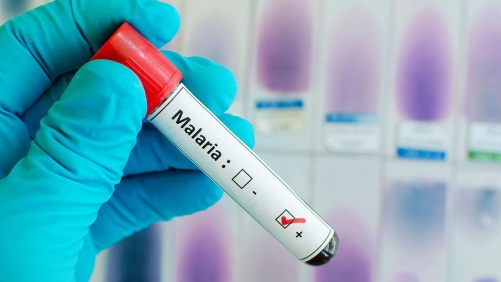 Malaria : ☐ -
☑ +